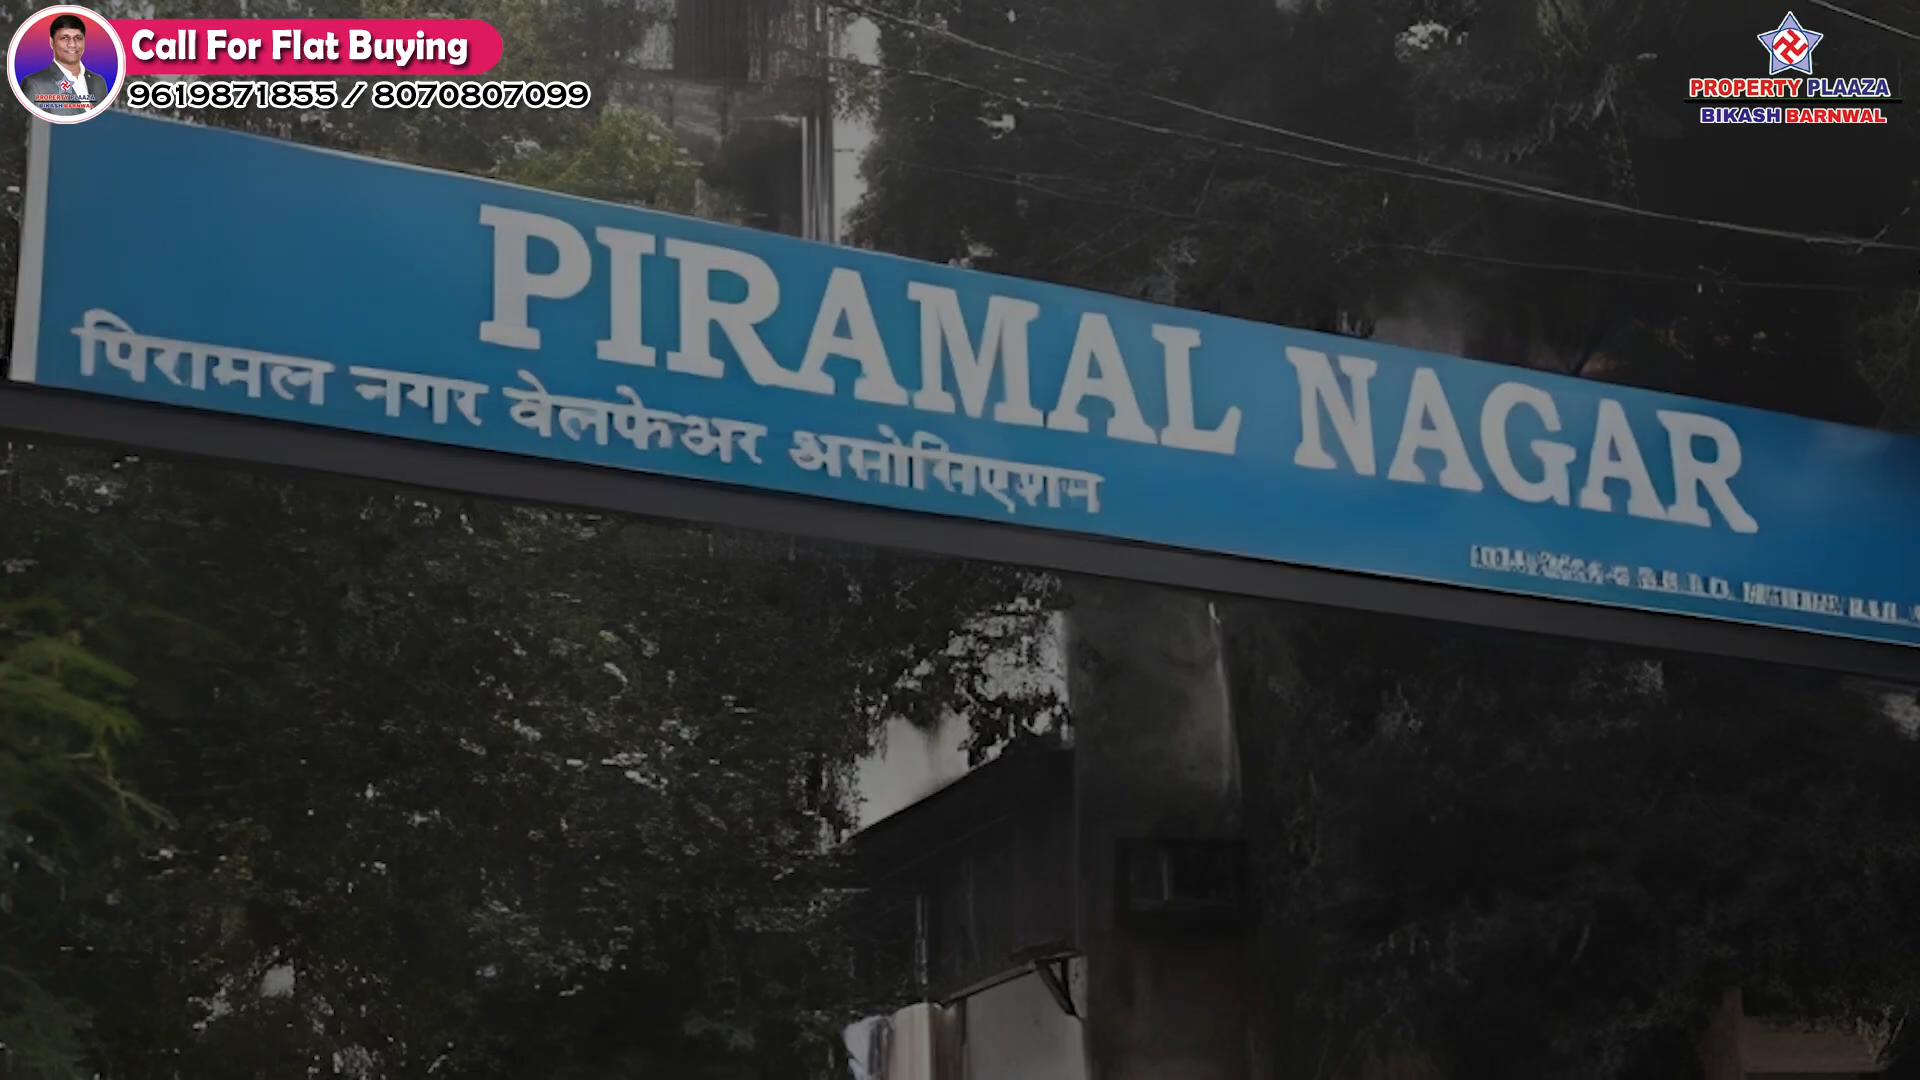 Call For Flat Buying
9619871855 / 8070807099
PROPERTY PLAAZA
BIKASH BARNWAL
PIRAMAL NAGAR
पिरामल नगर वेलफेअर असोसिएशन